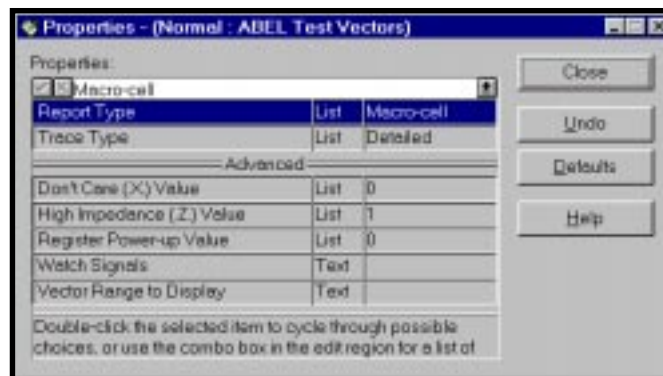 Properties - (Normal : ABEL Test Vectors)
Properties:
Macro-cell
Report Type List Macro-cell
Trace Type List Detailed
Advanced
Don't Care (.X.) Value List 0
High Impedance (.Z.) Value List 1
Register Power-up Value List 0
Watch Signals Text
Vector Range to Display Text
Double-click the selected item to cycle through possible
choices, or use the combo box in the edit region for a list of
Close
Undo
Defaults
Help